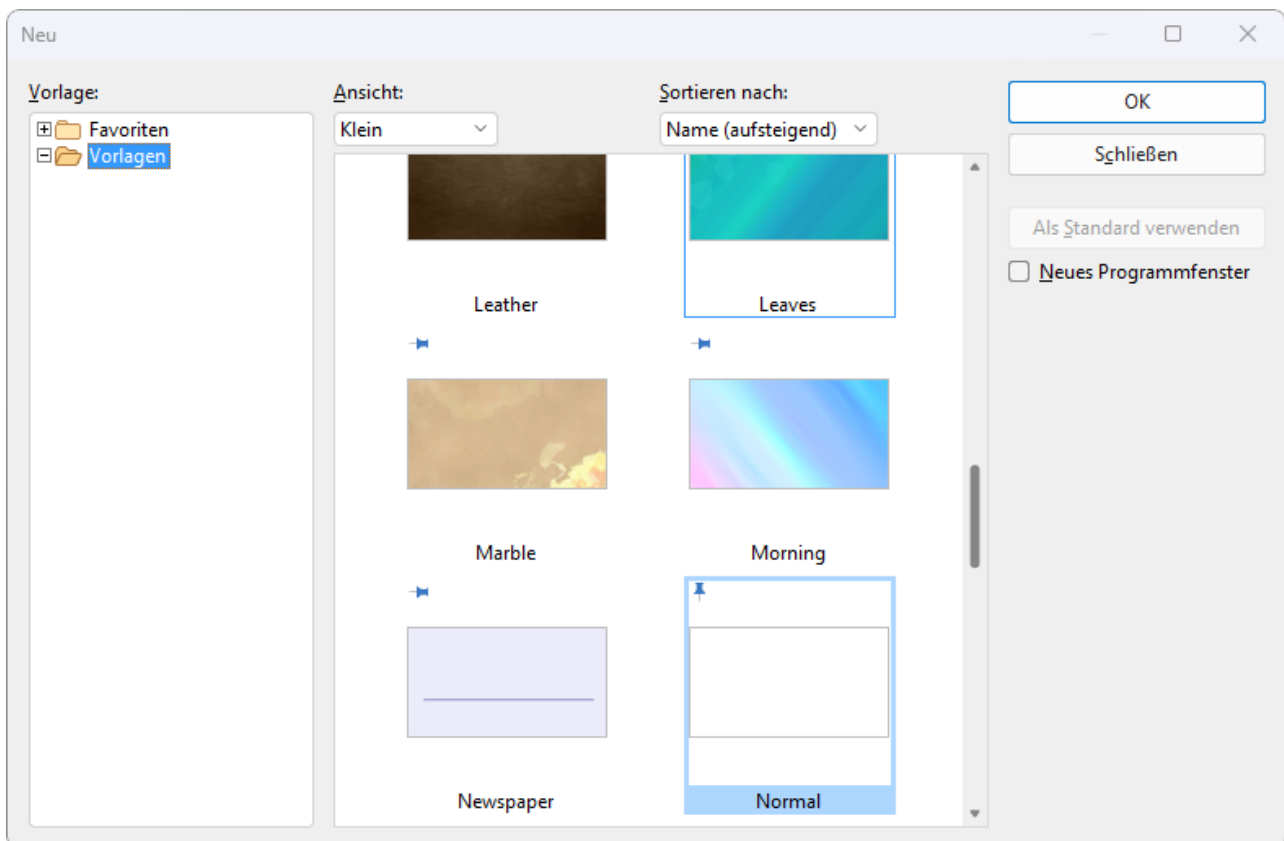 Neu
Vorlage:
Favoriten
Vorlagen
Ansicht:
Klein
Sortieren nach:
Name (aufsteigend)
Leather
Leaves
Marble
Morning
Newspaper
Normal
OK
Schließen
Als Standard verwenden
Neues Programmfenster